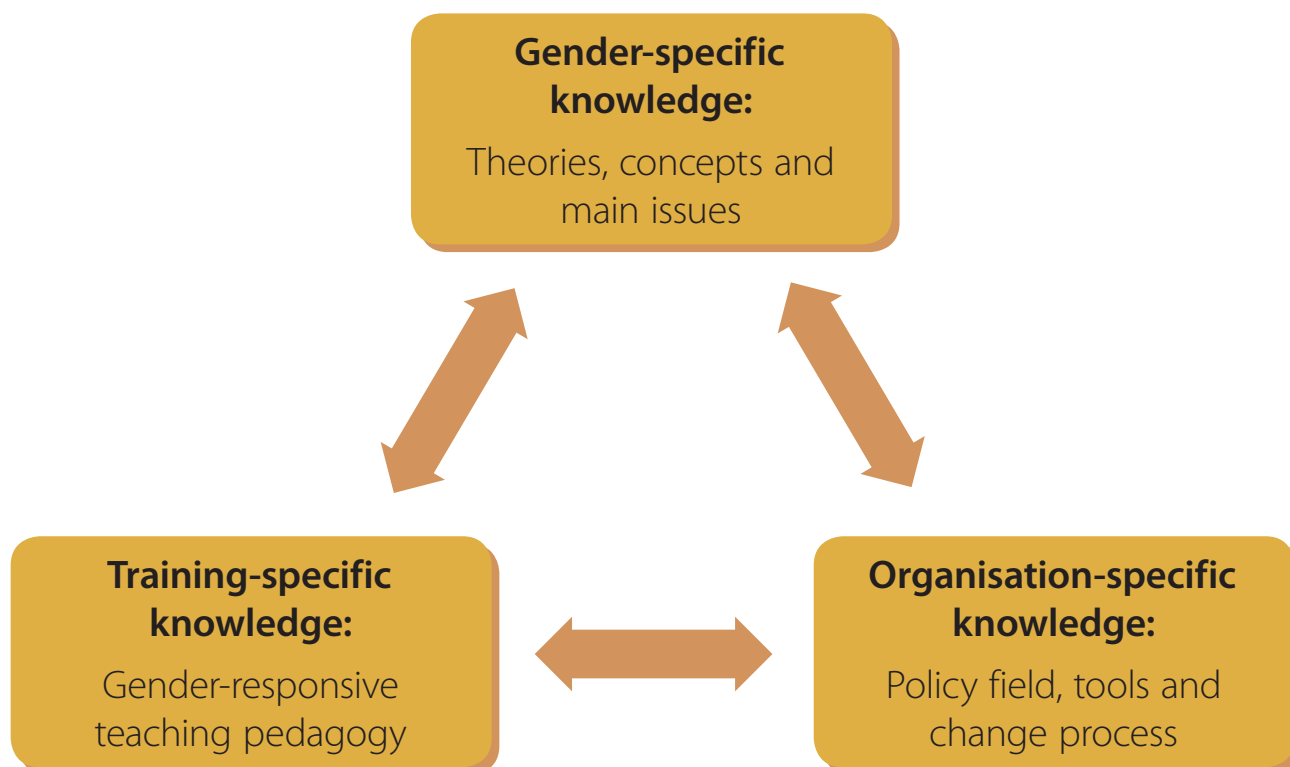 Gender-specific
knowledge:
Theories, concepts and
main issues
Training-specific
knowledge:
Gender-responsive
teaching pedagogy
Organisation-specific
knowledge:
Policy field, tools and
change process